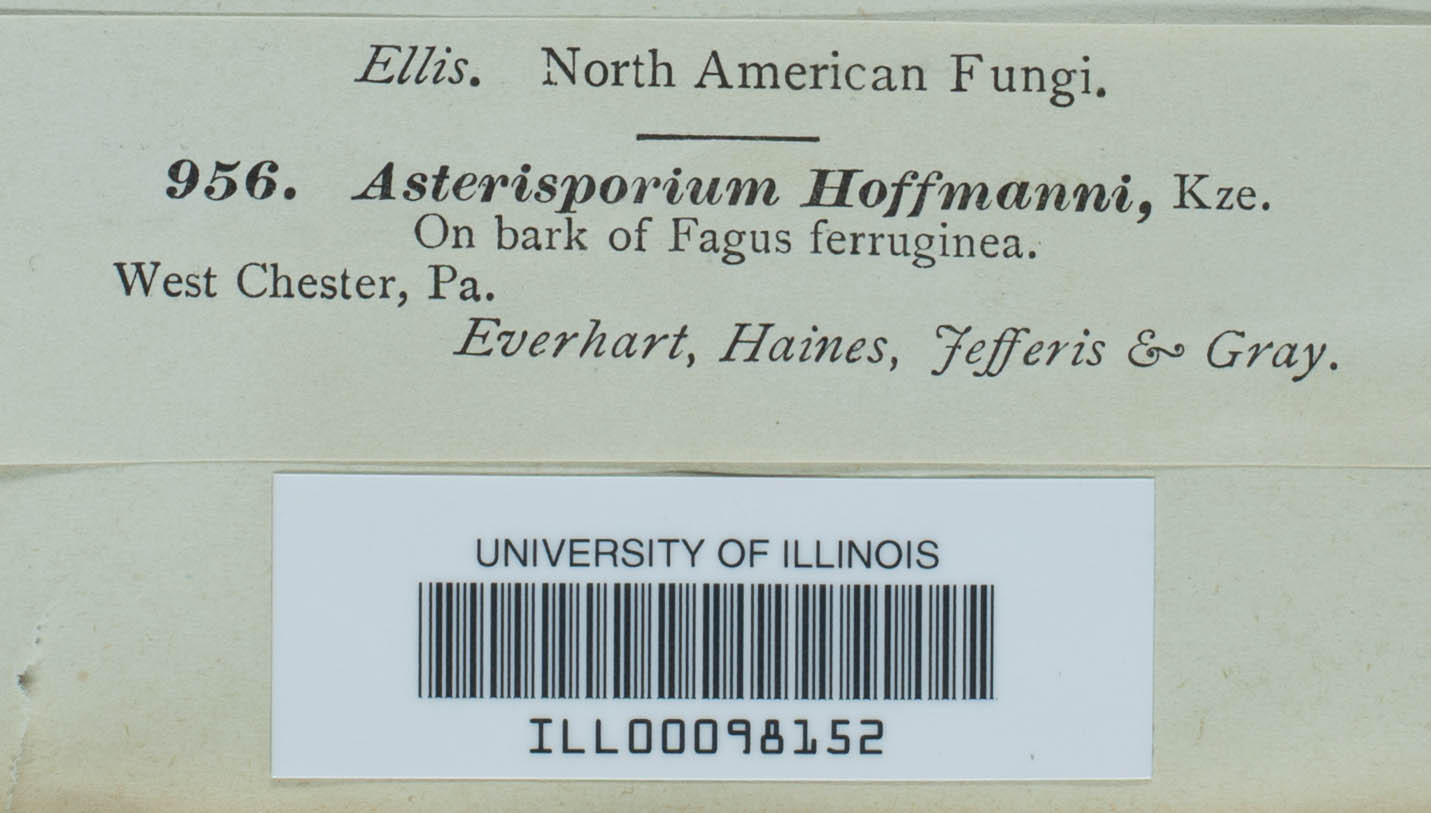 Ellis. North American Fungi.
956. Asterisporium Hoffmanni, Kze.
On bark of Fagus ferruginea.
West Chester, Pa.
Everhart, Haines, Jefferis & Gray.
UNIVERSITY OF ILLINOIS
ILL00098152